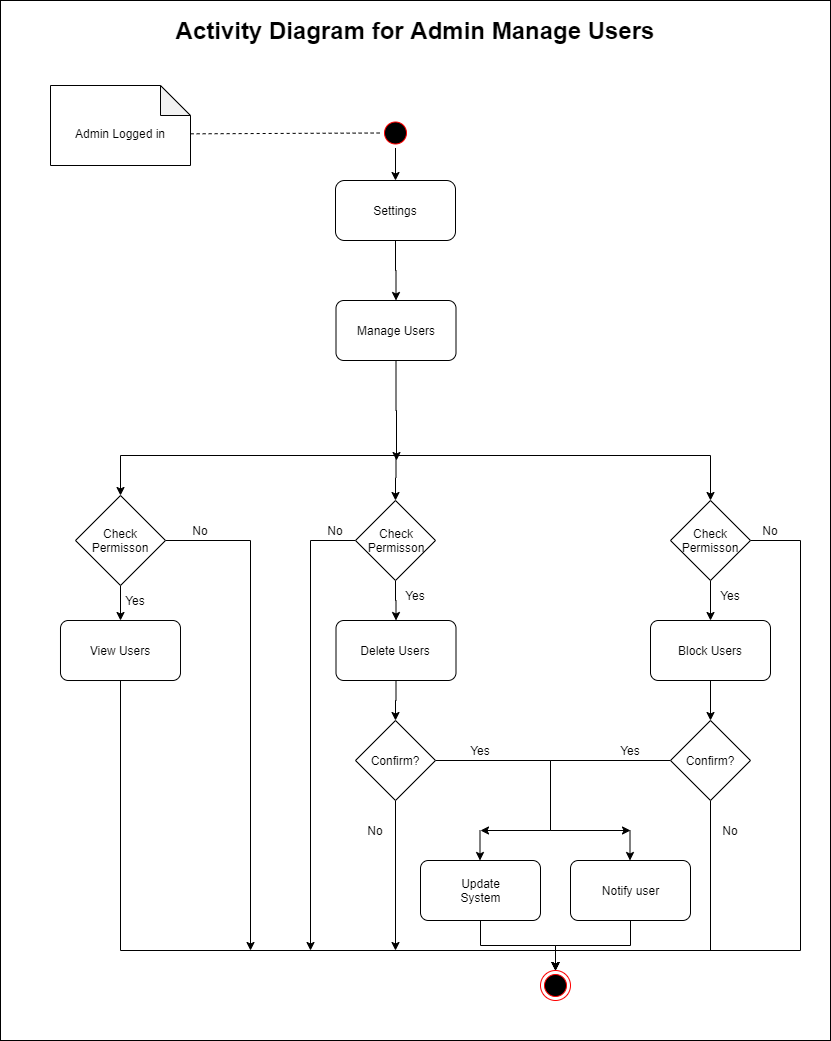 Activity Diagram for Admin Manage Users
Admin Logged in
Settings
Manage Users
Check
Permisson
No
No
Check
Permisson
Check
Permisson
No
Yes
Yes
Yes
View Users
Delete Users
Block Users
Confirm?
Yes
Yes
Confirm?
No
No
Update
System
Notify user